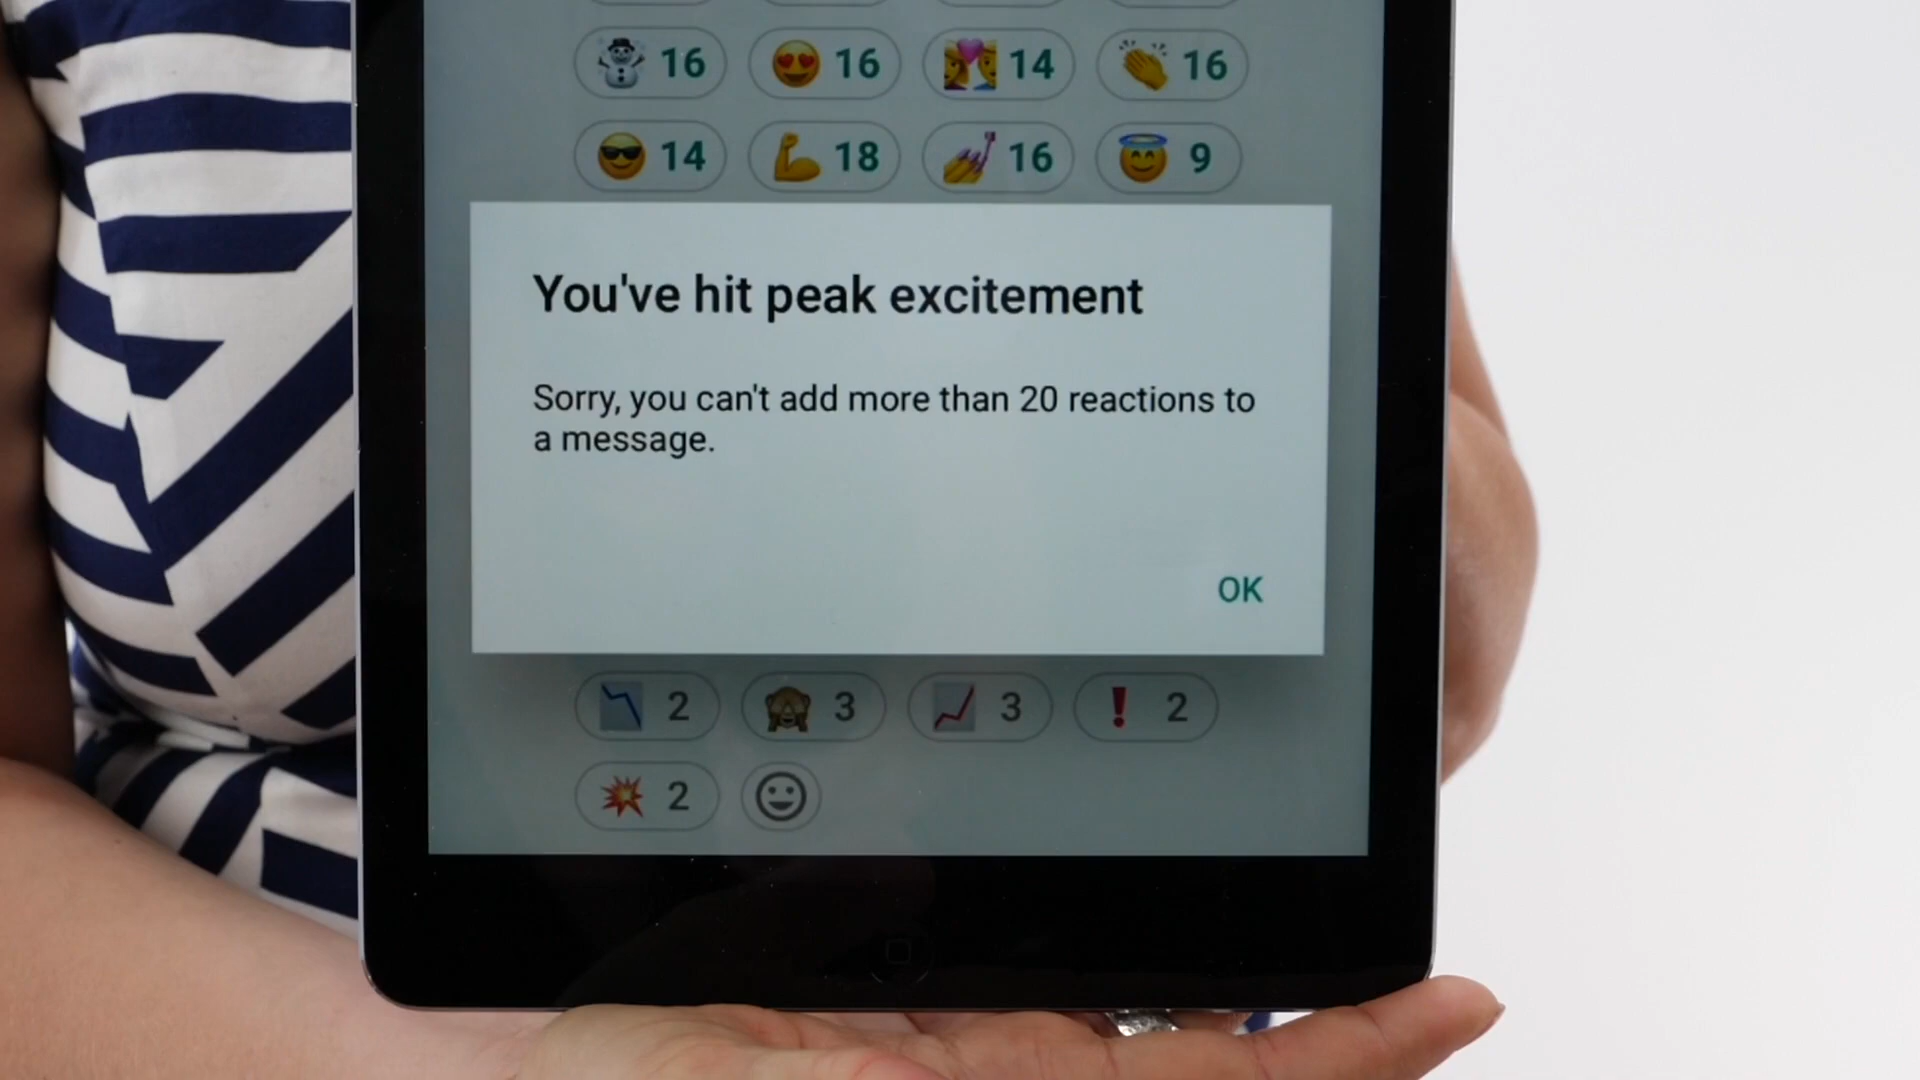 16 16 14 16
14 18 16 9
You've hit peak excitement
Sorry, you can't add more than 20 reactions to
a message.
OK
2 3 3 2
2